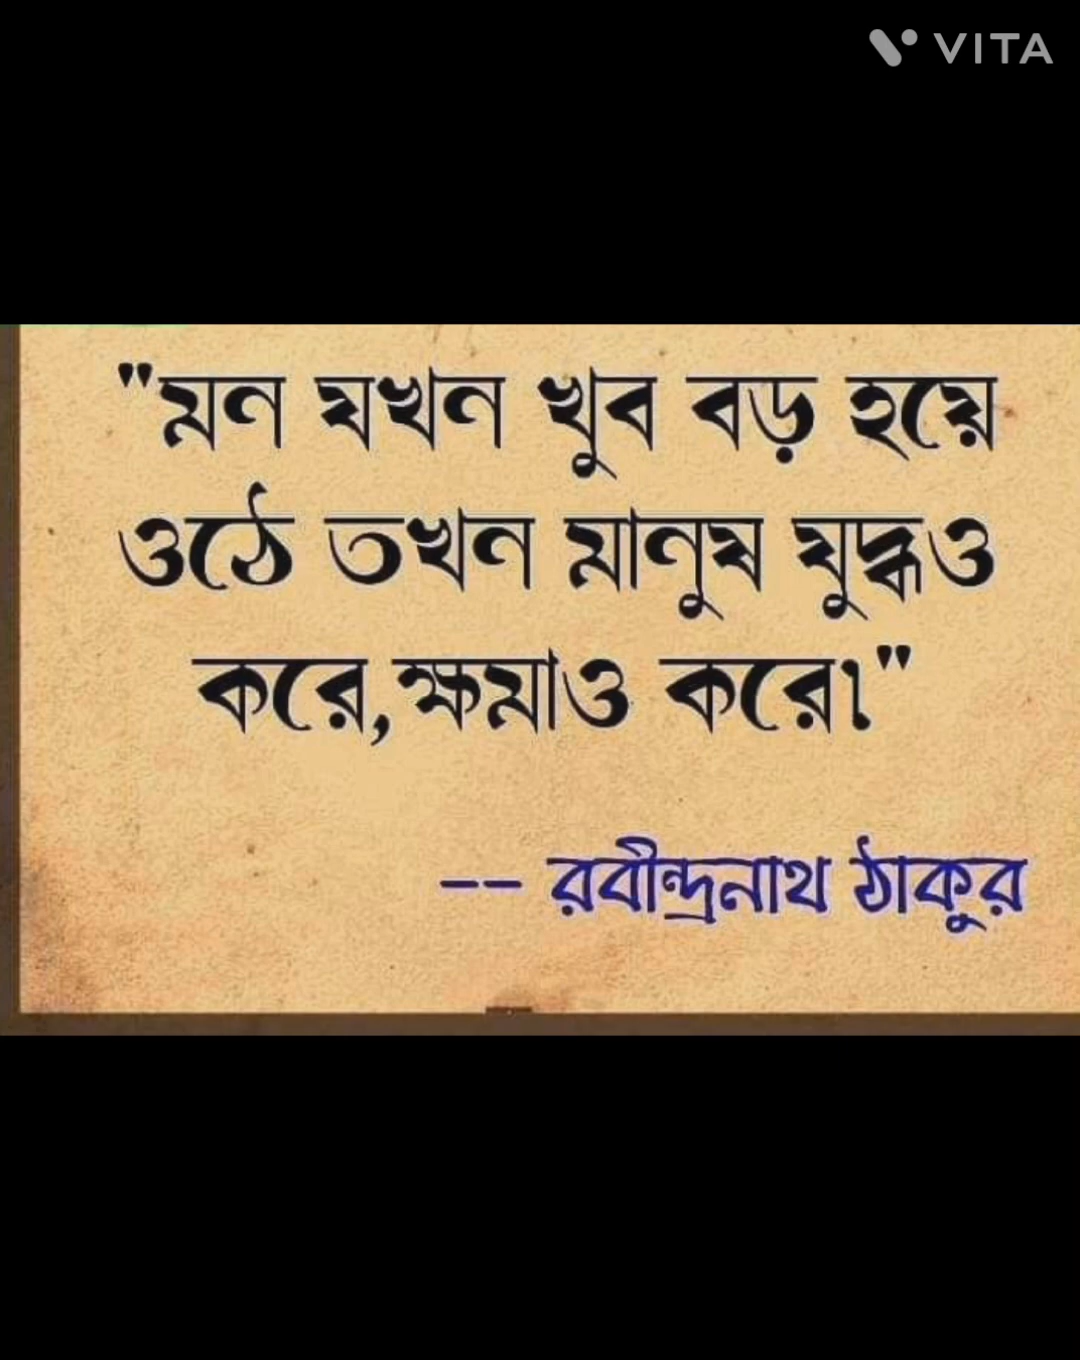 VITA
"মন যখন খুব বড় হয়ে
ওঠে তখন মানুষ যুদ্ধও
করে,ক্ষমাও করে।"
-- রবীন্দ্রনাথ ঠাকুর